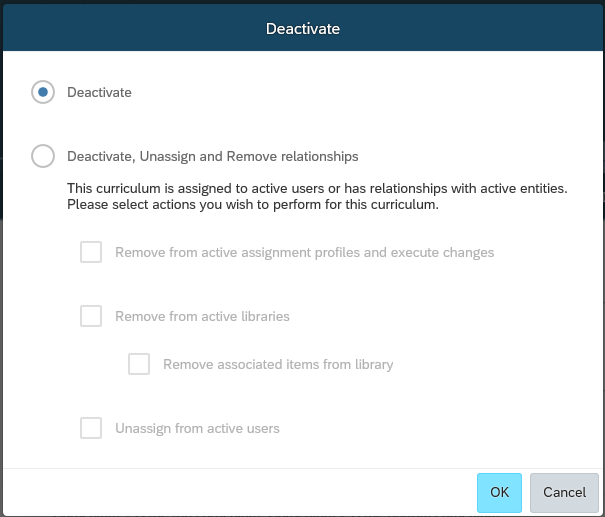 Deactivate
Deactivate
Deactivate, Unassign and Remove relationships
This curriculum is assigned to active users or has relationships with active entities.
Please select actions you wish to perform for this curriculum.
Remove from active assignment profiles and execute changes
Remove from active libraries
Remove associated items from library
Unassign from active users
OK
Cancel